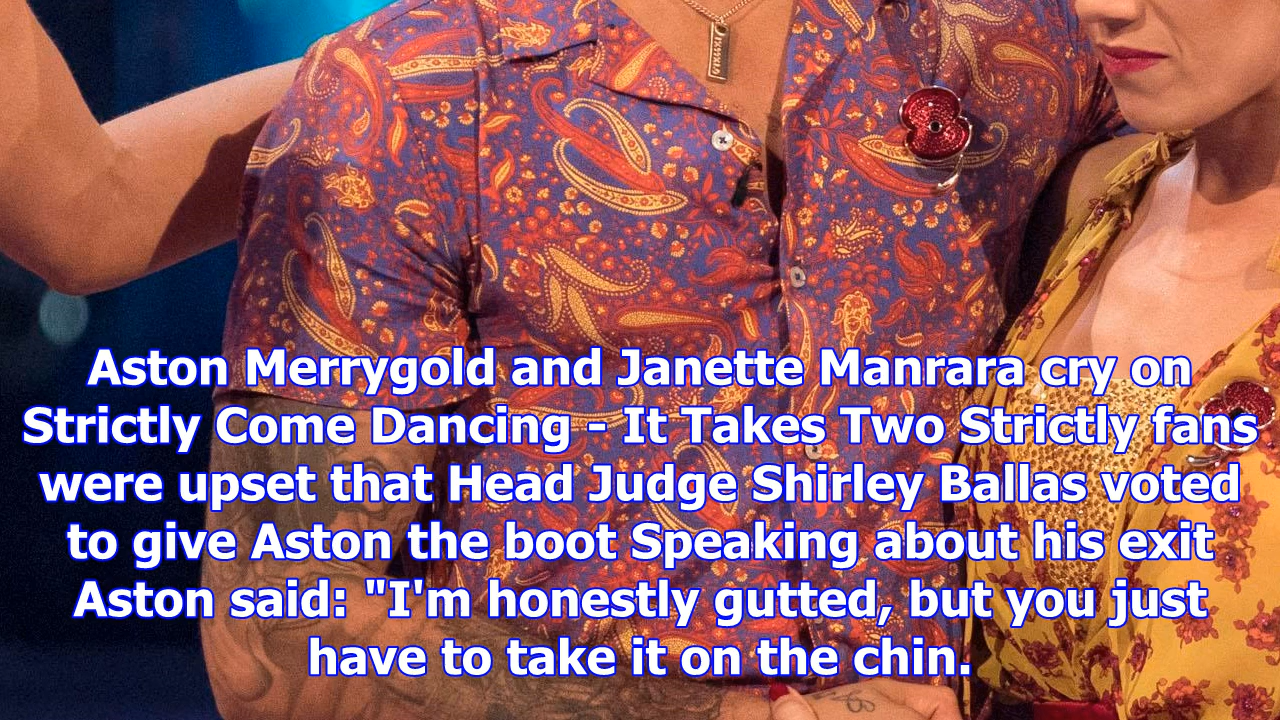 Aston Merrygold and Janette Manrara cry on
Strictly Come Dancing - It Takes Two Strictly fans
were upset that Head Judge Shirley Ballas voted
to give Aston the boot Speaking about his exit
Aston said: "I'm honestly gutted, but you just
have to take it on the chin.